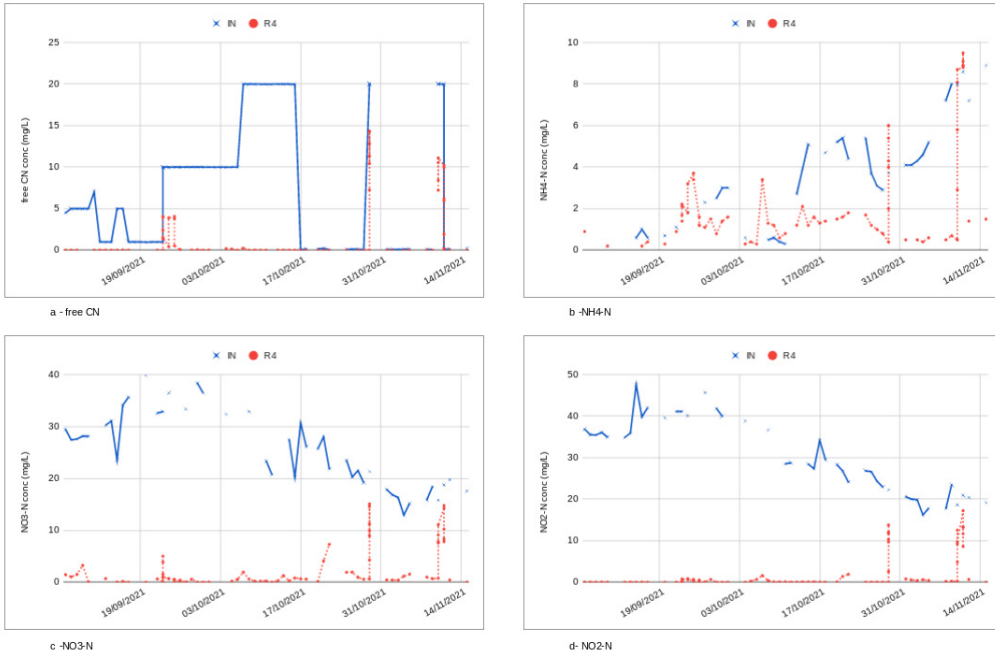 IN R4
free CN conc (mg/L)
25
20
15
10
5
0
19/09/2021 03/10/2021 17/10/2021 31/10/2021 14/11/2021
a - free CN
IN R4
NH4-N conc (mg/L)
10
8
6
4
2
0
19/09/2021 03/10/2021 17/10/2021 31/10/2021 14/11/2021
b -NH4-N
IN R4
NO3-N conc (mg/L)
40
30
20
10
0
19/09/2021 03/10/2021 17/10/2021 31/10/2021 14/11/2021
c -NO3-N
IN R4
NO2-N conc (mg/L)
50
40
30
20
10
0
19/09/2021 03/10/2021 17/10/2021 31/10/2021 14/11/2021
d- NO2-N